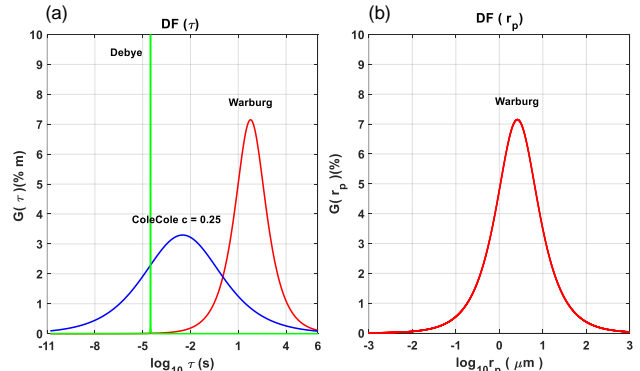 (a)
DF (τ)
10
9
8
7
6
5
4
3
2
1
0
G( τ )(% m)
Debye
Warburg
ColeCole c = 0.25
-11 -8 -5 -2 1 4 6
log10 τ (s)
(b)
DF ( rp)
10
9
8
7
6
5
4
3
2
1
0
G( rp )(%)
Warburg
-3 -2 -1 0 1 2 3
log10rp ( μm)